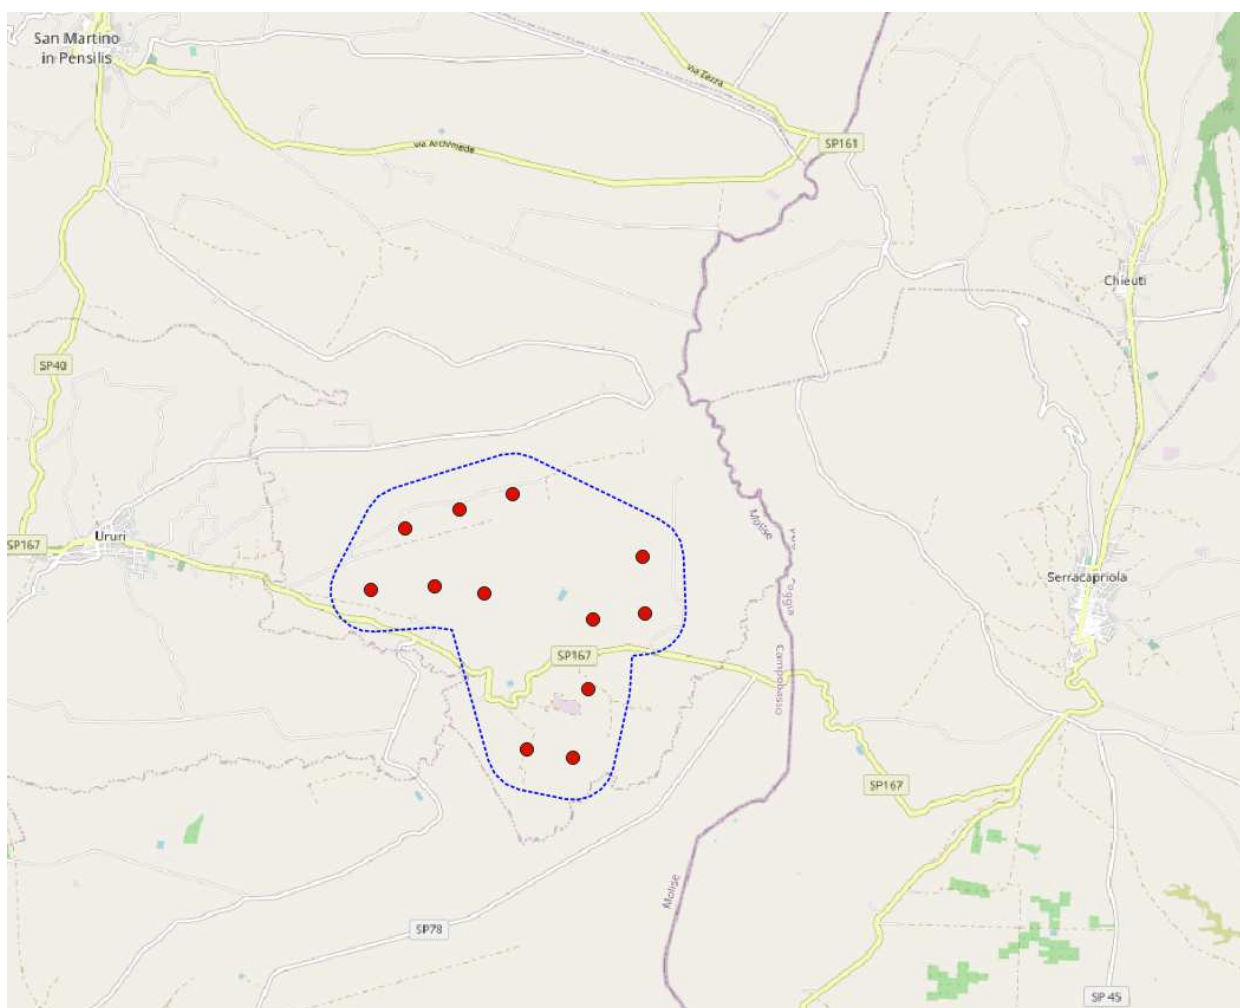 San Martino
in Pensilis
via Tezza
SP161
via Archimede
Chieuti
SP40
Molise
Foggia
Ururi
SP167
Serracapriola
SP167
Campobasso
SP167
Molise
SP78
SP 45